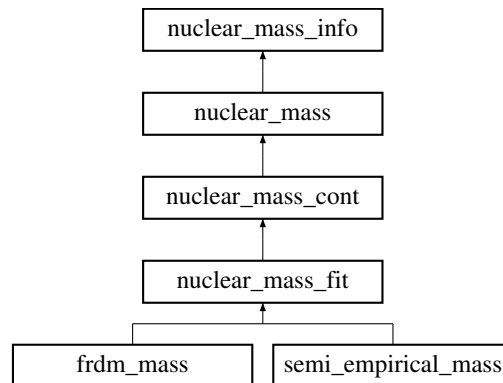 nuclear_mass_info
nuclear_mass
nuclear_mass_cont
nuclear_mass_fit
frdm_mass semi_empirical_mass